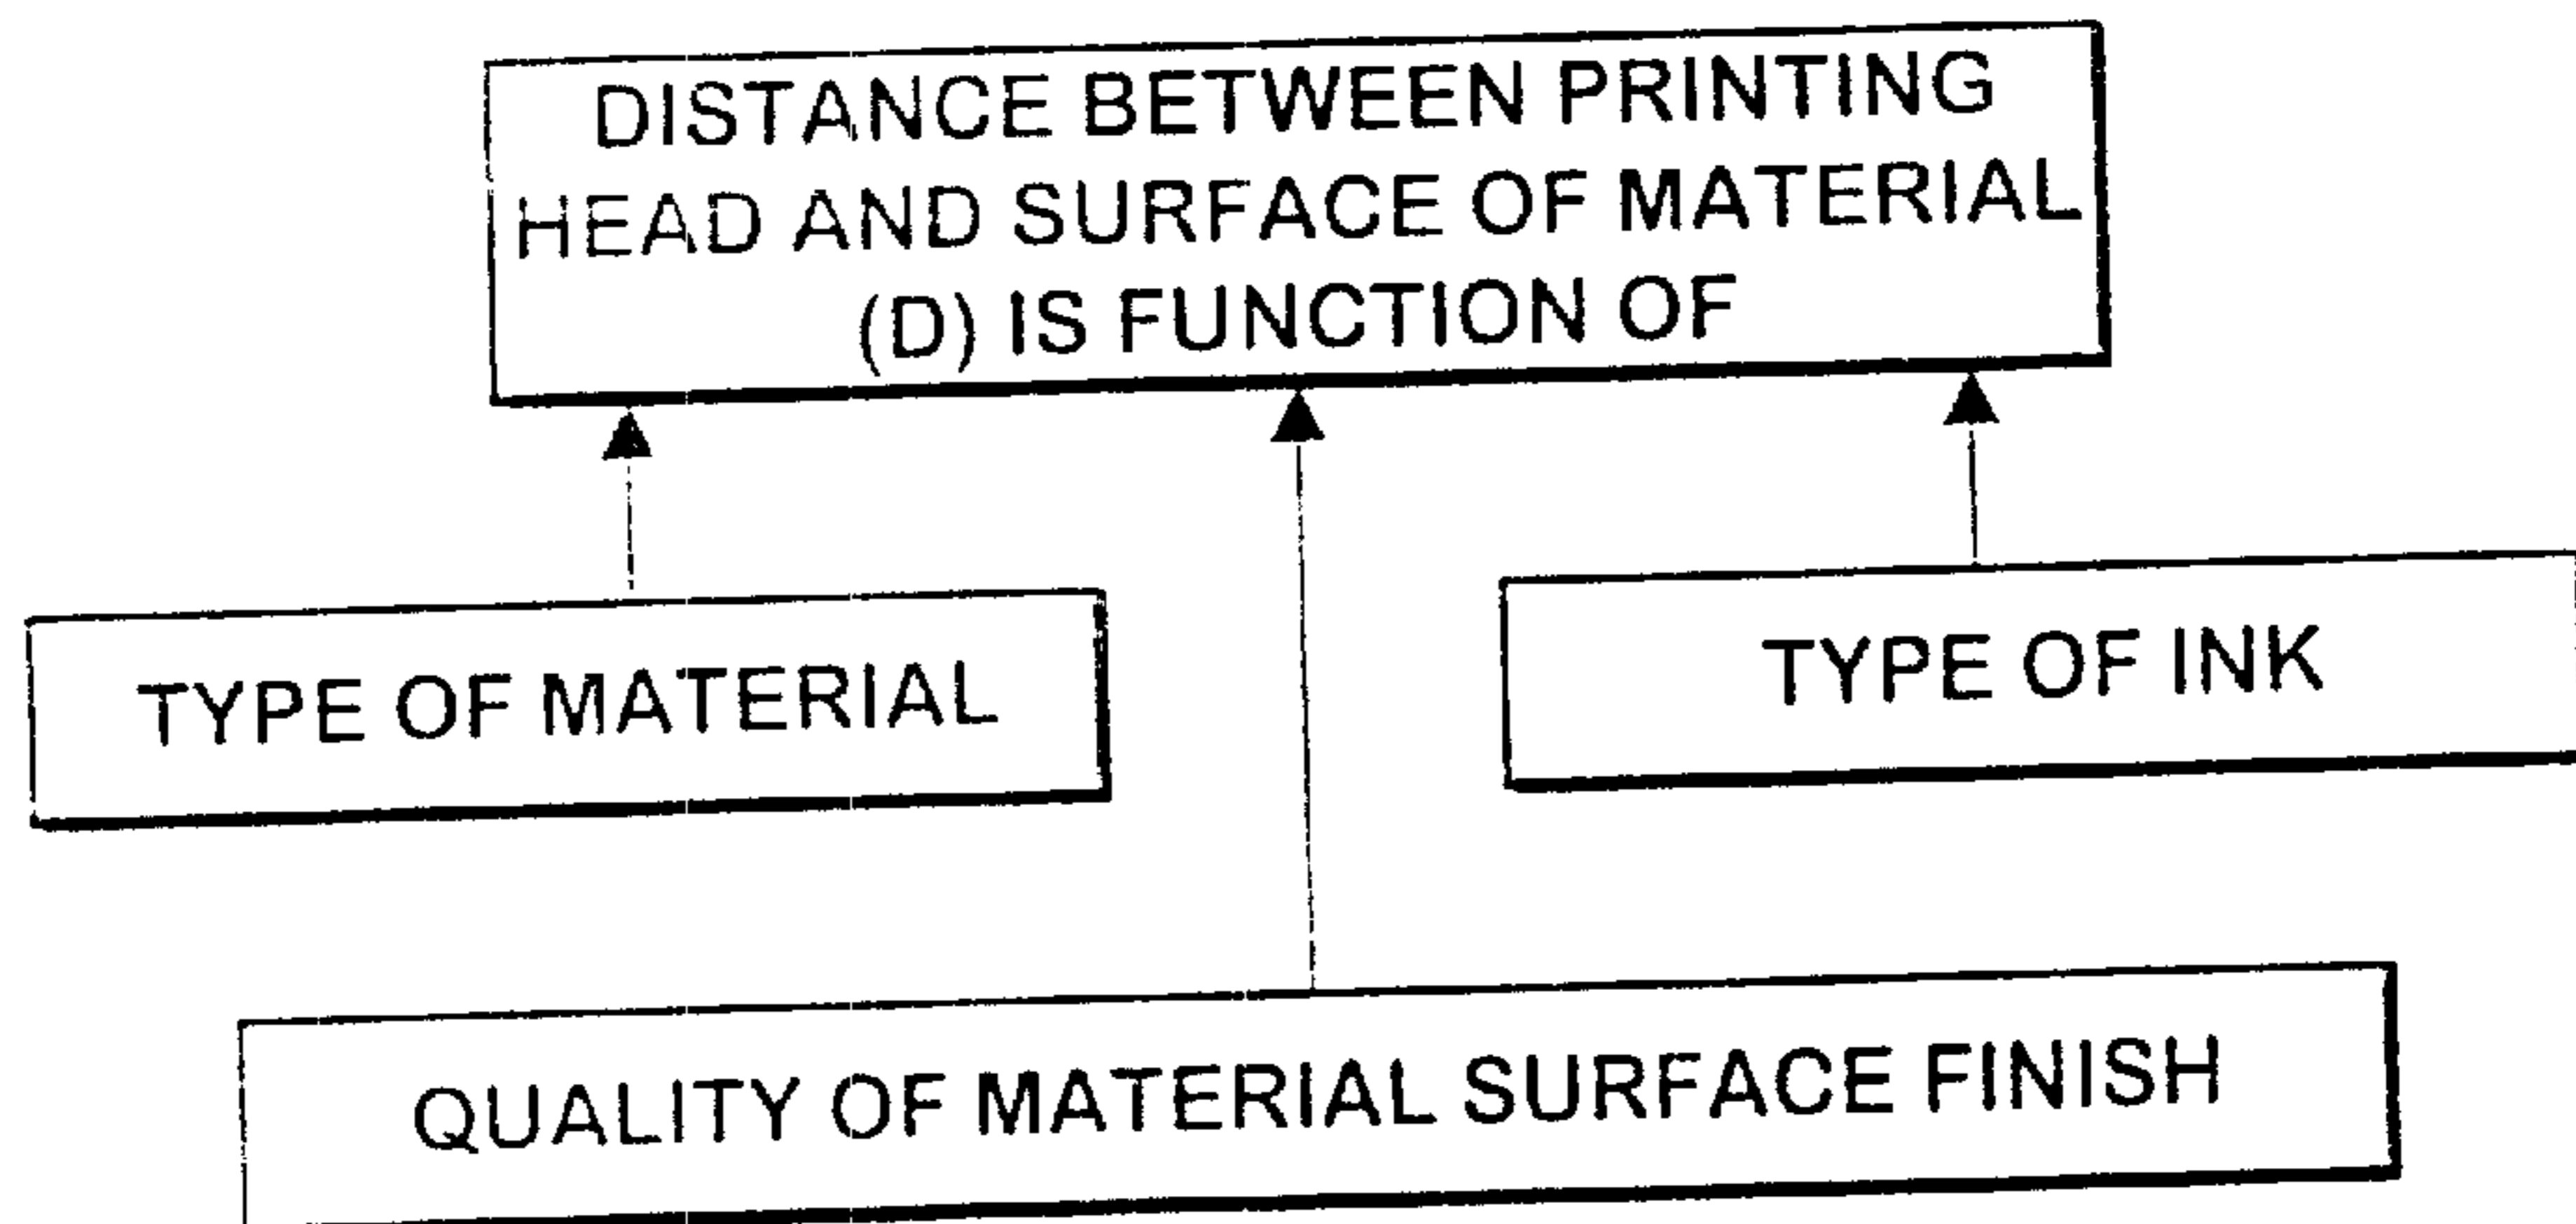 DISTANCE BETWEEN PRINTING
HEAD AND SURFACE OF MATERIAL
(D) IS FUNCTION OF
TYPE OF MATERIAL
TYPE OF INK
QUALITY OF MATERIAL SURFACE FINISH